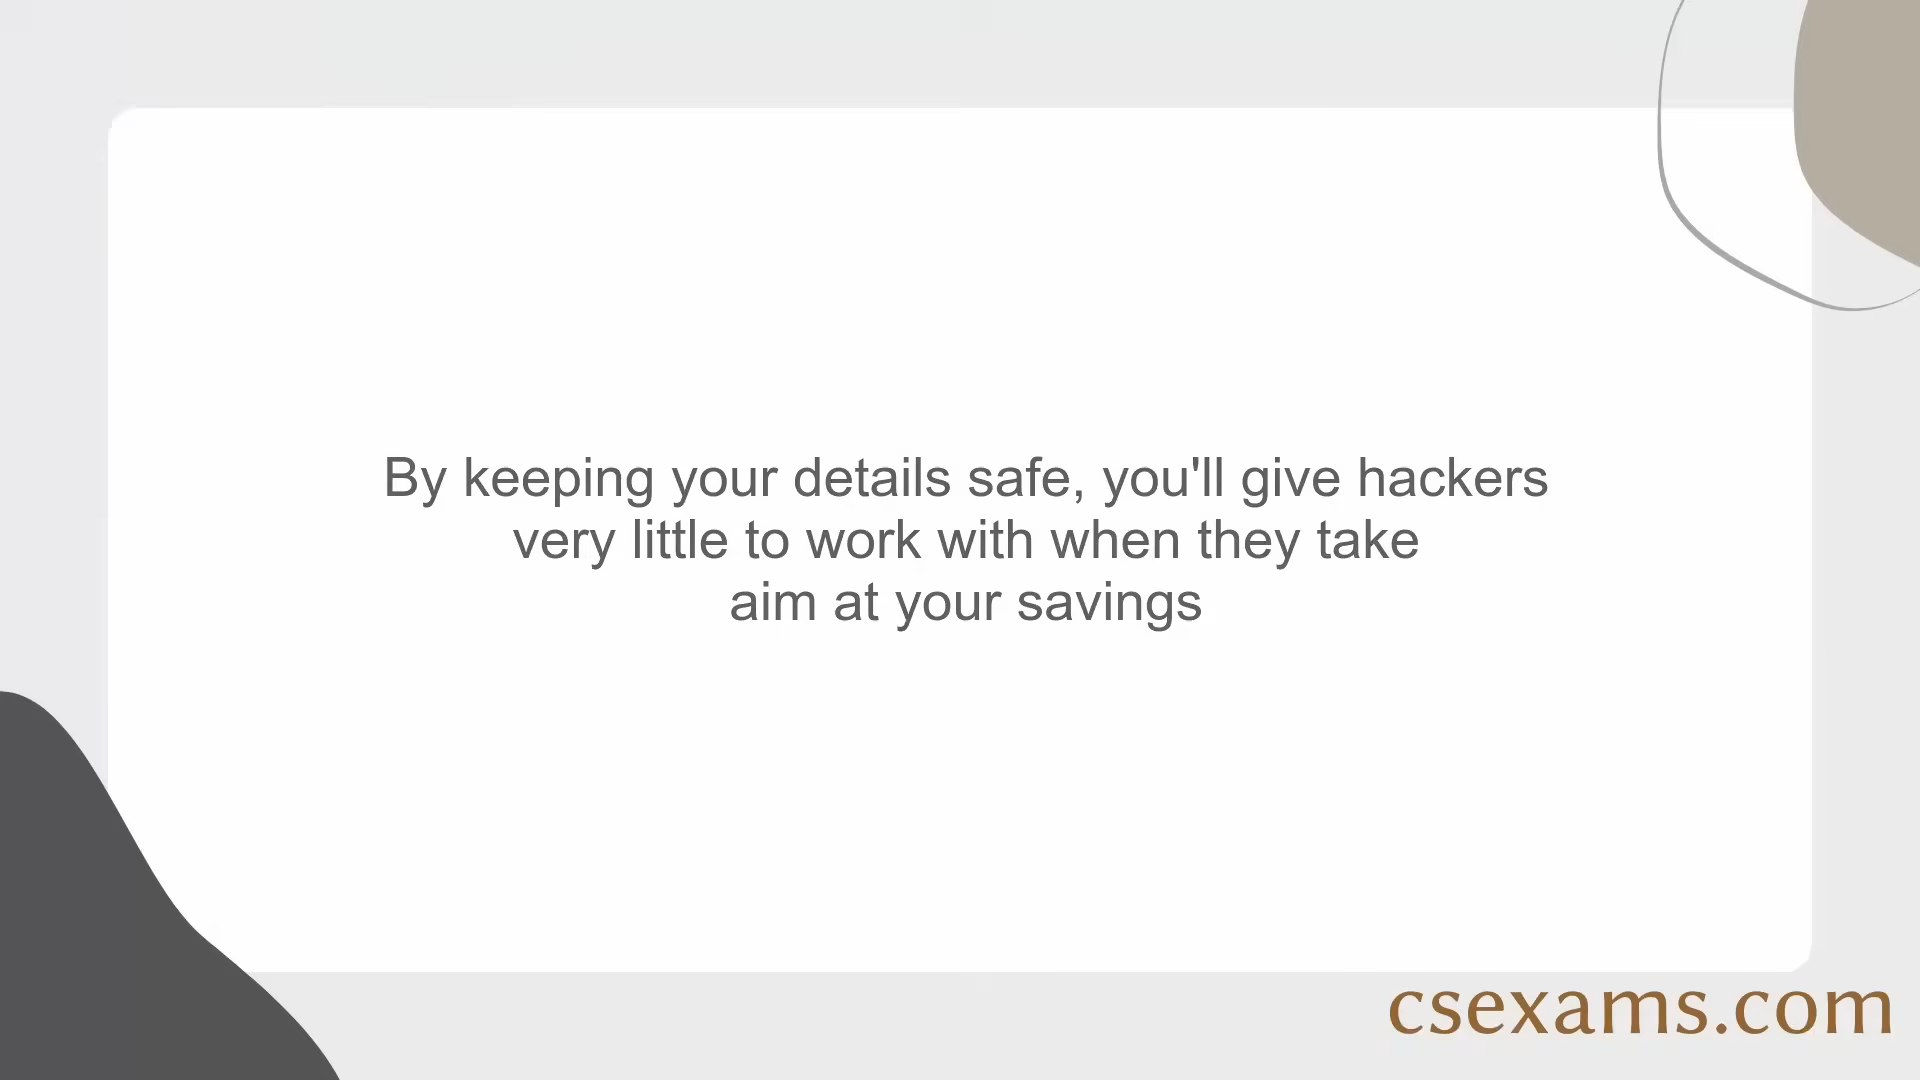 By keeping your details safe, you'll give hackers
very little to work with when they take
aim at your savings
csexams.com